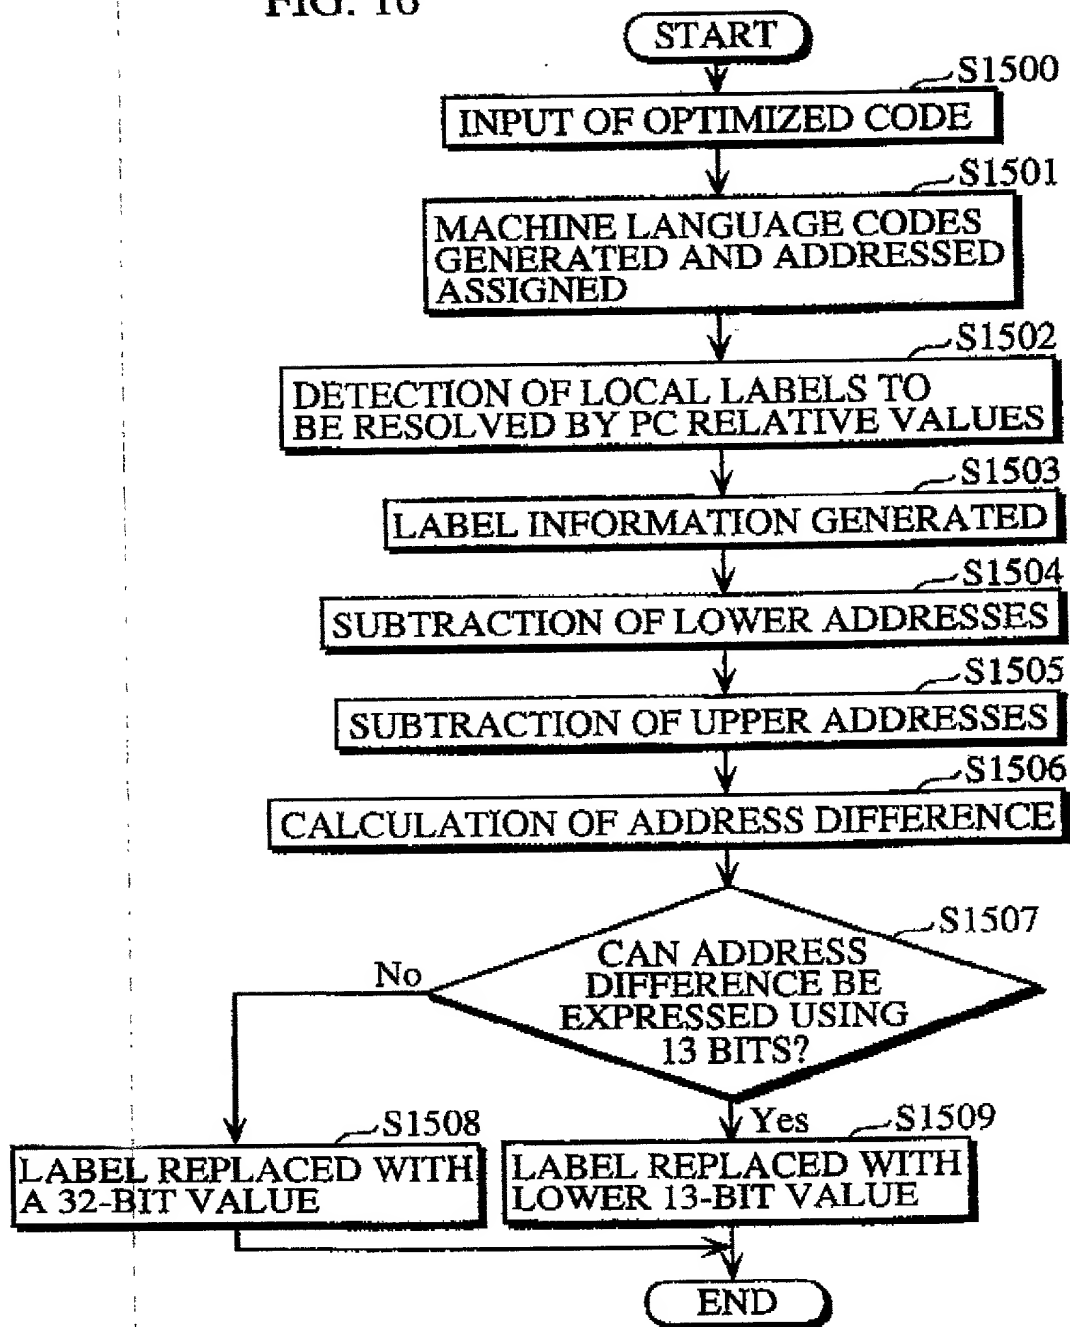 FIG. 16
START
S1500
INPUT OF OPTIMIZED CODE
S1501
MACHINE LANGUAGE CODES
GENERATED AND ADDRESSED
ASSIGNED
S1502
DETECTION OF LOCAL LABELS TO
BE RESOLVED BY PC RELATIVE VALUES
S1503
LABEL INFORMATION GENERATED
S1504
SUBTRACTION OF LOWER ADDRESSES
S1505
SUBTRACTION OF UPPER ADDRESSES
S1506
CALCULATION OF ADDRESS DIFFERENCE
S1507
CAN ADDRESS
DIFFERENCE BE
EXPRESSED USING
13 BITS?
No
Yes
S1508
LABEL REPLACED WITH
A 32-BIT VALUE
S1509
LABEL REPLACED WITH
LOWER 13-BIT VALUE
END